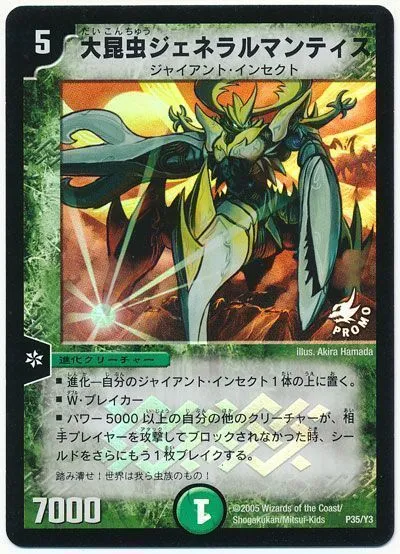 5
だい こんちゅう
大昆虫ジェネラルマンティス
ジャイアント・インセクト
PROMO
illus. Akira Hamada
進化クリーチャー
■ 進化―自分のジャイアント・インセクト1体の上に置く。
■ W・ブレイカー
■ パワー5000以上の自分の他のクリーチャーが、相
手プレイヤーを攻撃してブロックされなかった時、シー
ルドをさらにもう1枚ブレイクする。
踏み潰せ!世界は我ら虫族のもの!
7000
1
©2005 Wizards of the Coast/
Shogakukan/Mitsui-Kids
P35/Y3